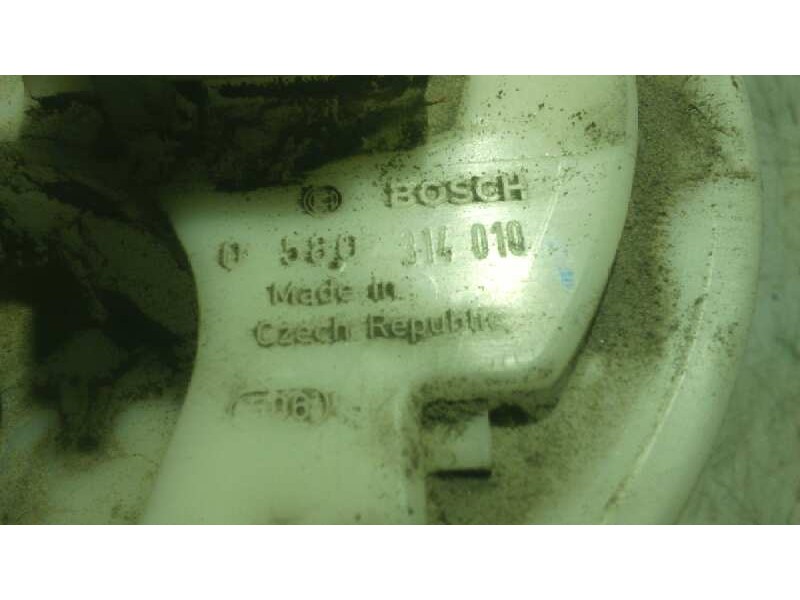 BOSCH
0 580 314 010
Made in
Czech Republic